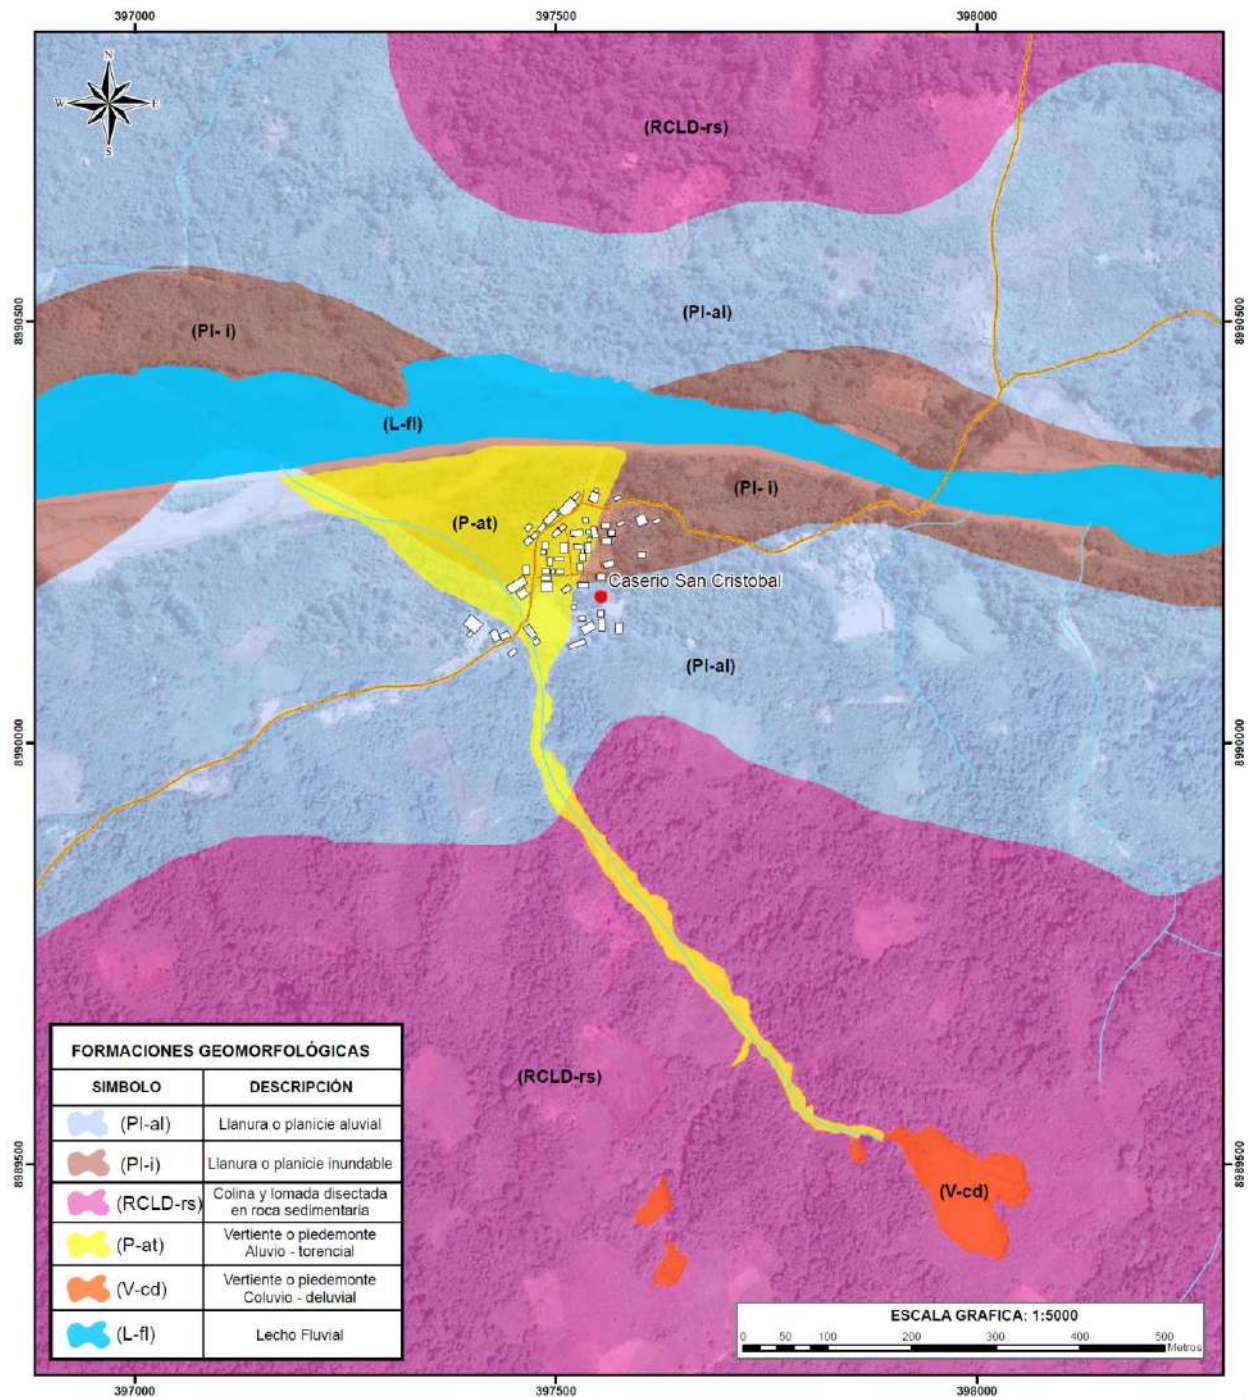 397000 397500 398000
N
W E
S
(RCLD-rs)
(Pl-al)
8990500 8990500
(Pl- i)
(L-fl)
(Pl- i)
(P-at)
Caserio San Cristobal
(Pl-al)
8990000 8990000
FORMACIONES GEOMORFOLÓGICAS
SIMBOLO DESCRIPCIÓN
(Pl-al) Llanura o planicie aluvial
(Pl-i) Llanura o planicie inundable
(RCLD-rs) Colina y lomada disectada
en roca sedimentaria
(P-at) Vertiente o piedemonte
Aluvio - torencial
(V-cd) Vertiente o piedemonte
Coluvio - deluvial
(L-fl) Lecho Fluvial
(RCLD-rs)
8989500 8989500
(V-cd)
ESCALA GRAFICA: 1:5000
0 50 100 200 300 400 500
Metros
397000 397500 398000